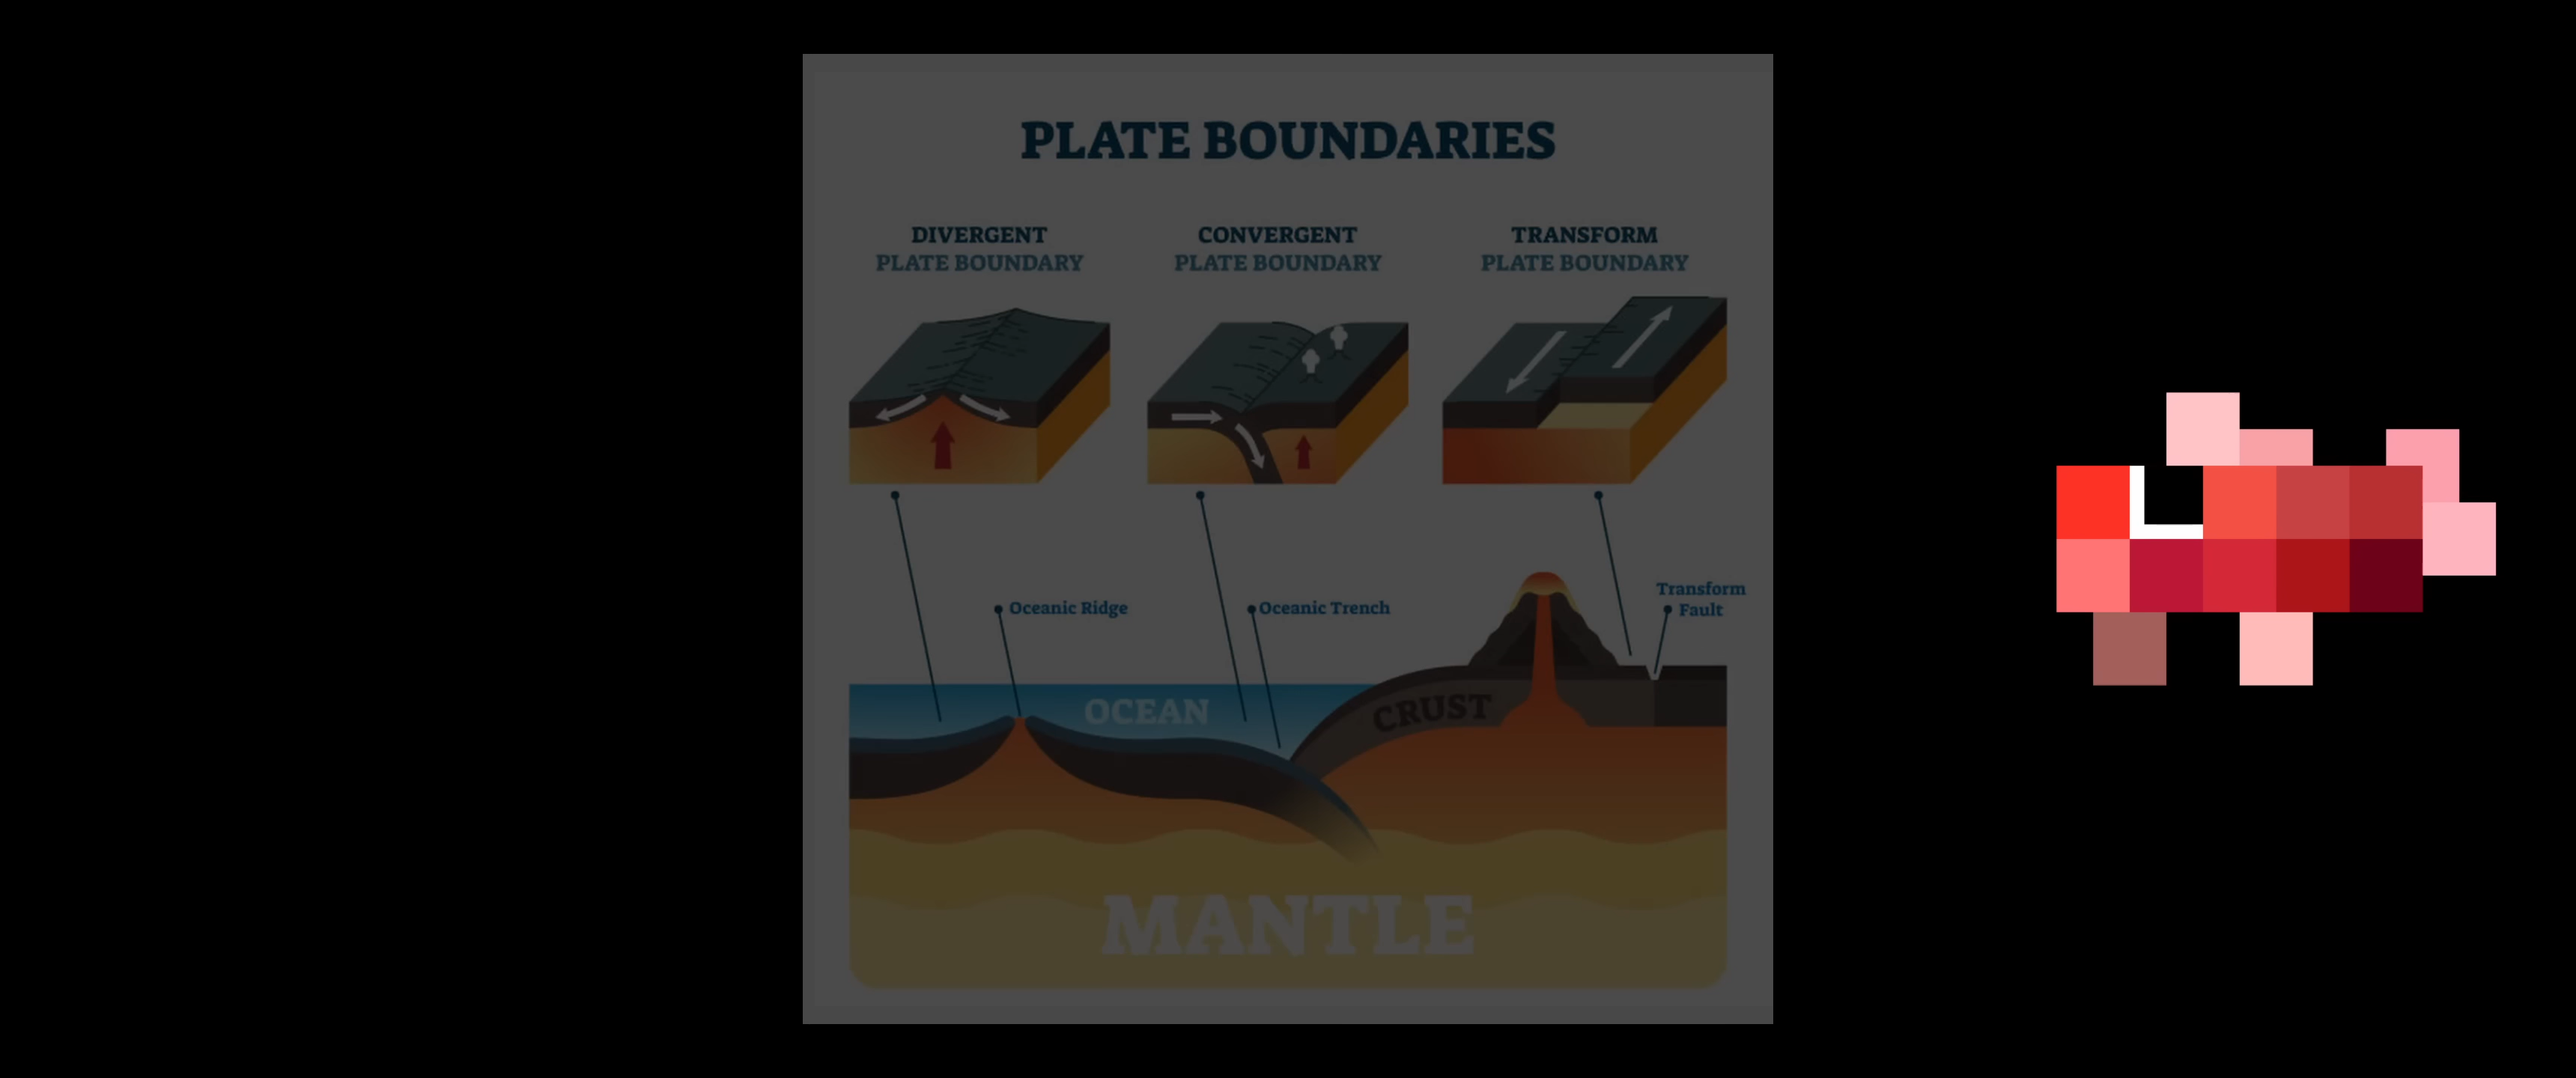 PLATE BOUNDARIES
DIVERGENT
PLATE BOUNDARY
CONVERGENT
PLATE BOUNDARY
TRANSFORM
PLATE BOUNDARY
Oceanic Ridge
Oceanic Trench
Transform
Fault
OCEAN
CRUST
MANTLE